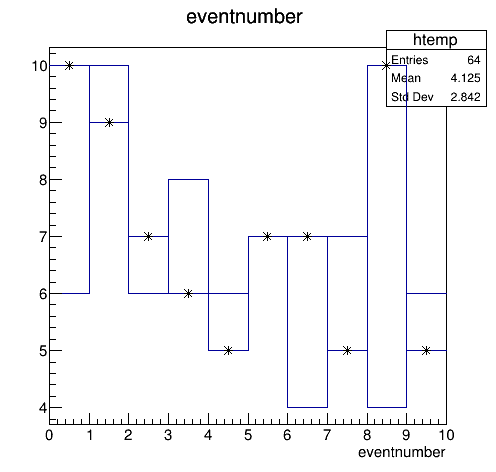 eventnumber
htemp
Entries 64
Mean 4.125
Std Dev 2.842
10
9
8
7
6
5
4
0 1 2 3 4 5 6 7 8 9 10
eventnumber